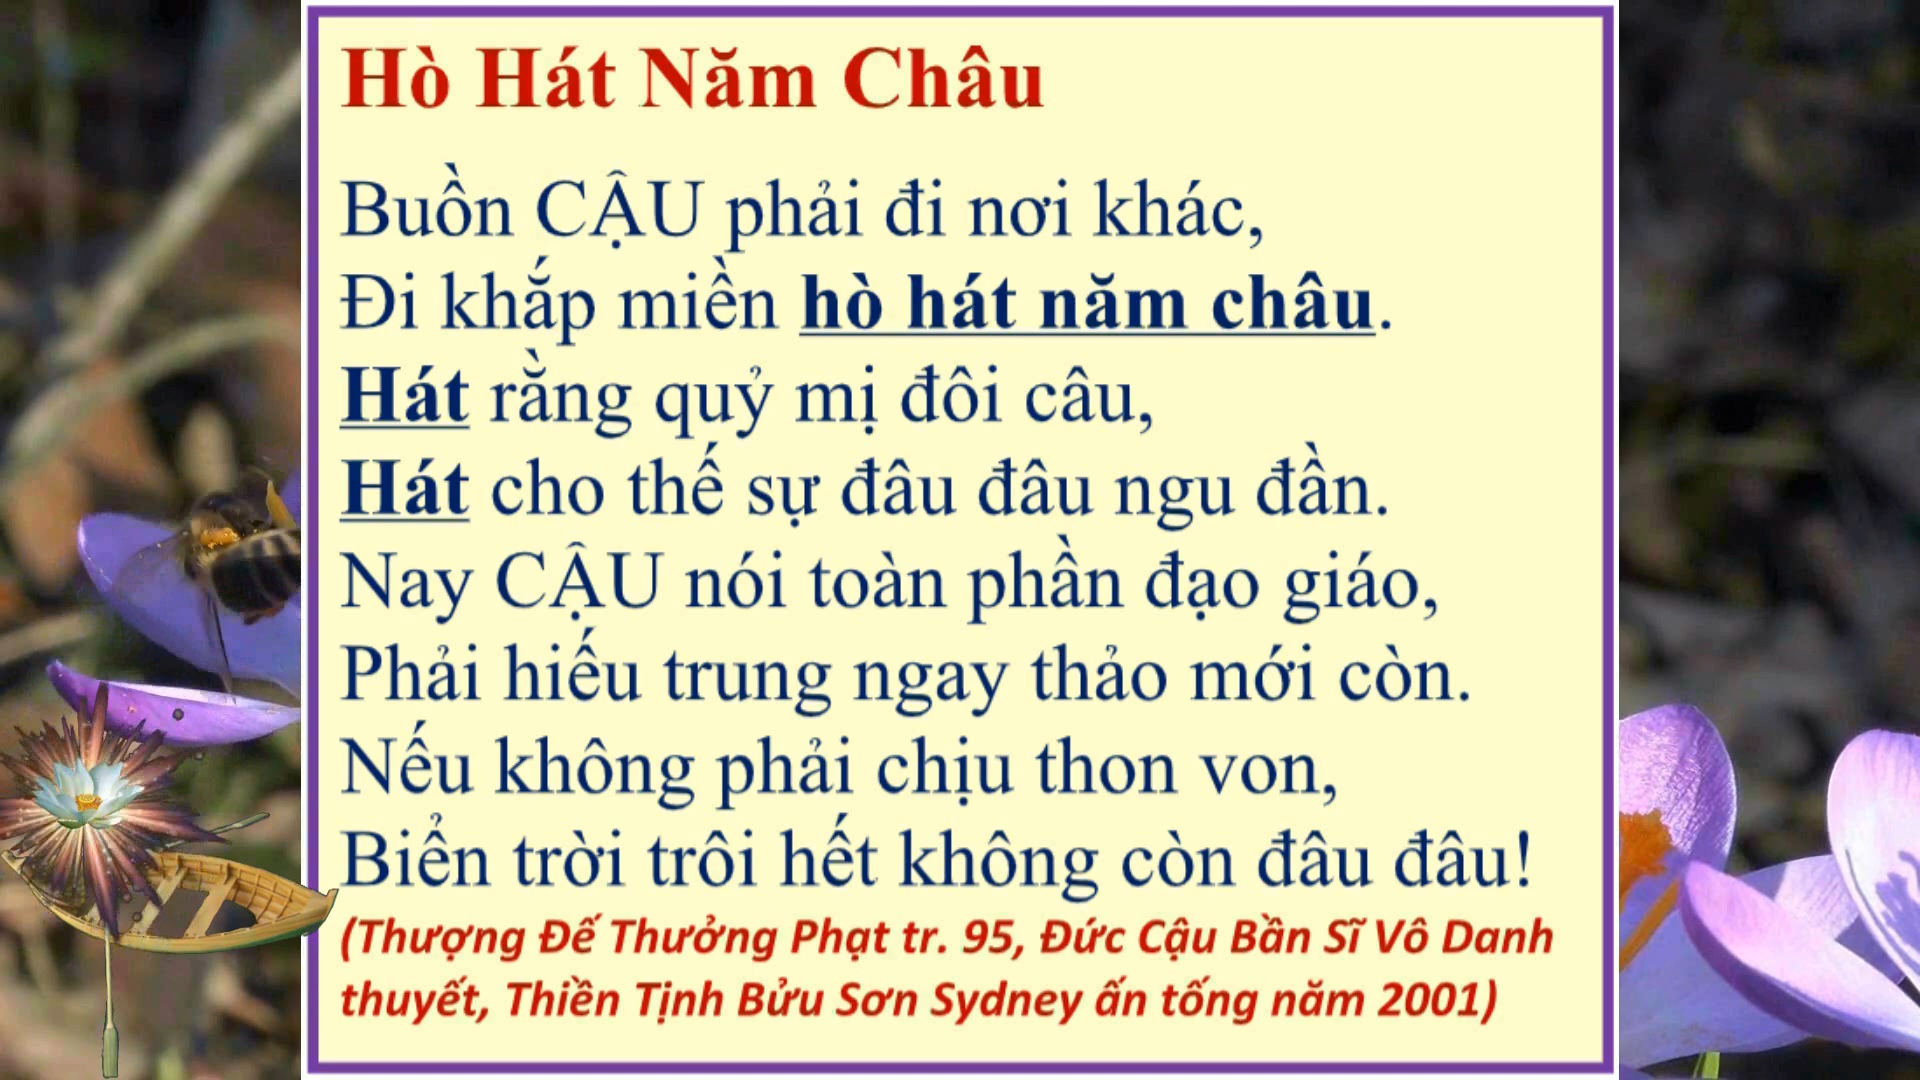 Hò Hát Năm Châu
Buồn CẬU phải đi nơi khác,
Đi khắp miền hò hát năm châu.
Hát rằng quỷ mị đôi câu,
Hát cho thế sự đâu đâu ngu đần.
Nay CẬU nói toàn phần đạo giáo,
Phải hiếu trung ngay thảo mới còn.
Nếu không phải chịu thon von,
Biển trời trôi hết không còn đâu đâu!
(Thượng Đế Thưởng Phạt tr. 95, Đức Cậu Bần Sĩ Vô Danh
thuyết, Thiền Tịnh Bửu Sơn Sydney ấn tống năm 2001)